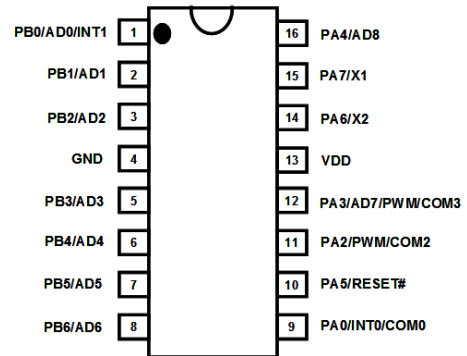 PB0/AD0/INT1 1 16 PA4/AD8
PB1/AD1 2 15 PA7/X1
PB2/AD2 3 14 PA6/X2
GND 4 13 VDD
PB3/AD3 5 12 PA3/AD7/PWM/COM3
PB4/AD4 6 11 PA2/PWM/COM2
PB5/AD5 7 10 PA5/RESET#
PB6/AD6 8 9 PA0/INT0/COM0